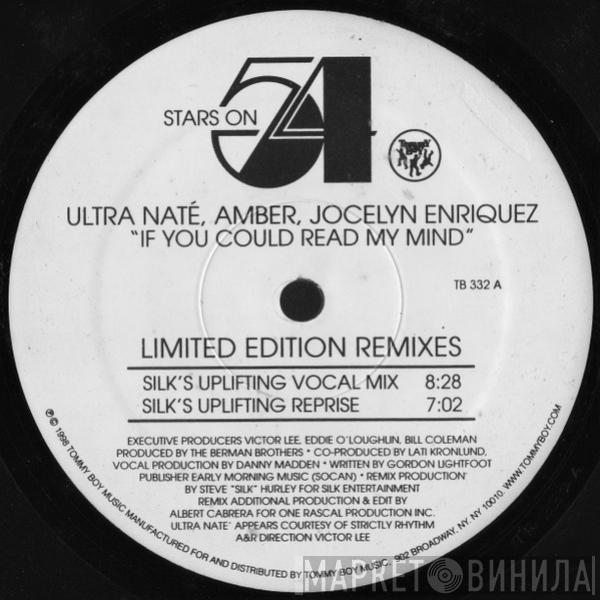 STARS ON 54
TOMMY BOY
ULTRA NATÉ, AMBER, JOCELYN ENRIQUEZ
"IF YOU COULD READ MY MIND"
TB 332 A
LIMITED EDITION REMIXES
SILK'S UPLIFTING VOCAL MIX 8:28
SILK'S UPLIFTING REPRISE 7:02
EXECUTIVE PRODUCERS VICTOR LEE, EDDIE O'LOUGHLIN, BILL COLEMAN
PRODUCED BY THE BERMAN BROTHERS • CO-PRODUCED BY LATI KRONLUND,
VOCAL PRODUCTION BY DANNY MADDEN • WRITTEN BY GORDON LIGHTFOOT
PUBLISHER EARLY MORNING MUSIC (SOCAN) • REMIX PRODUCTION
BY STEVE "SILK" HURLEY FOR SILK ENTERTAINMENT
REMIX ADDITIONAL PRODUCTION & EDIT BY
ALBERT CABRERA FOR ONE RASCAL PRODUCTION INC.
ULTRA NATE´ APPEARS COURTESY OF STRICTLY RHYTHM
A&R DIRECTION VICTOR LEE
℗ © 1998 TOMMY BOY MUSIC MANUFACTURED FOR AND DISTRIBUTED BY TOMMY BOY MUSIC. 902 BROADWAY, NY, NY 10010. WWW.TOMMYBOY.COM
МАРКЕТ ВИНИЛА